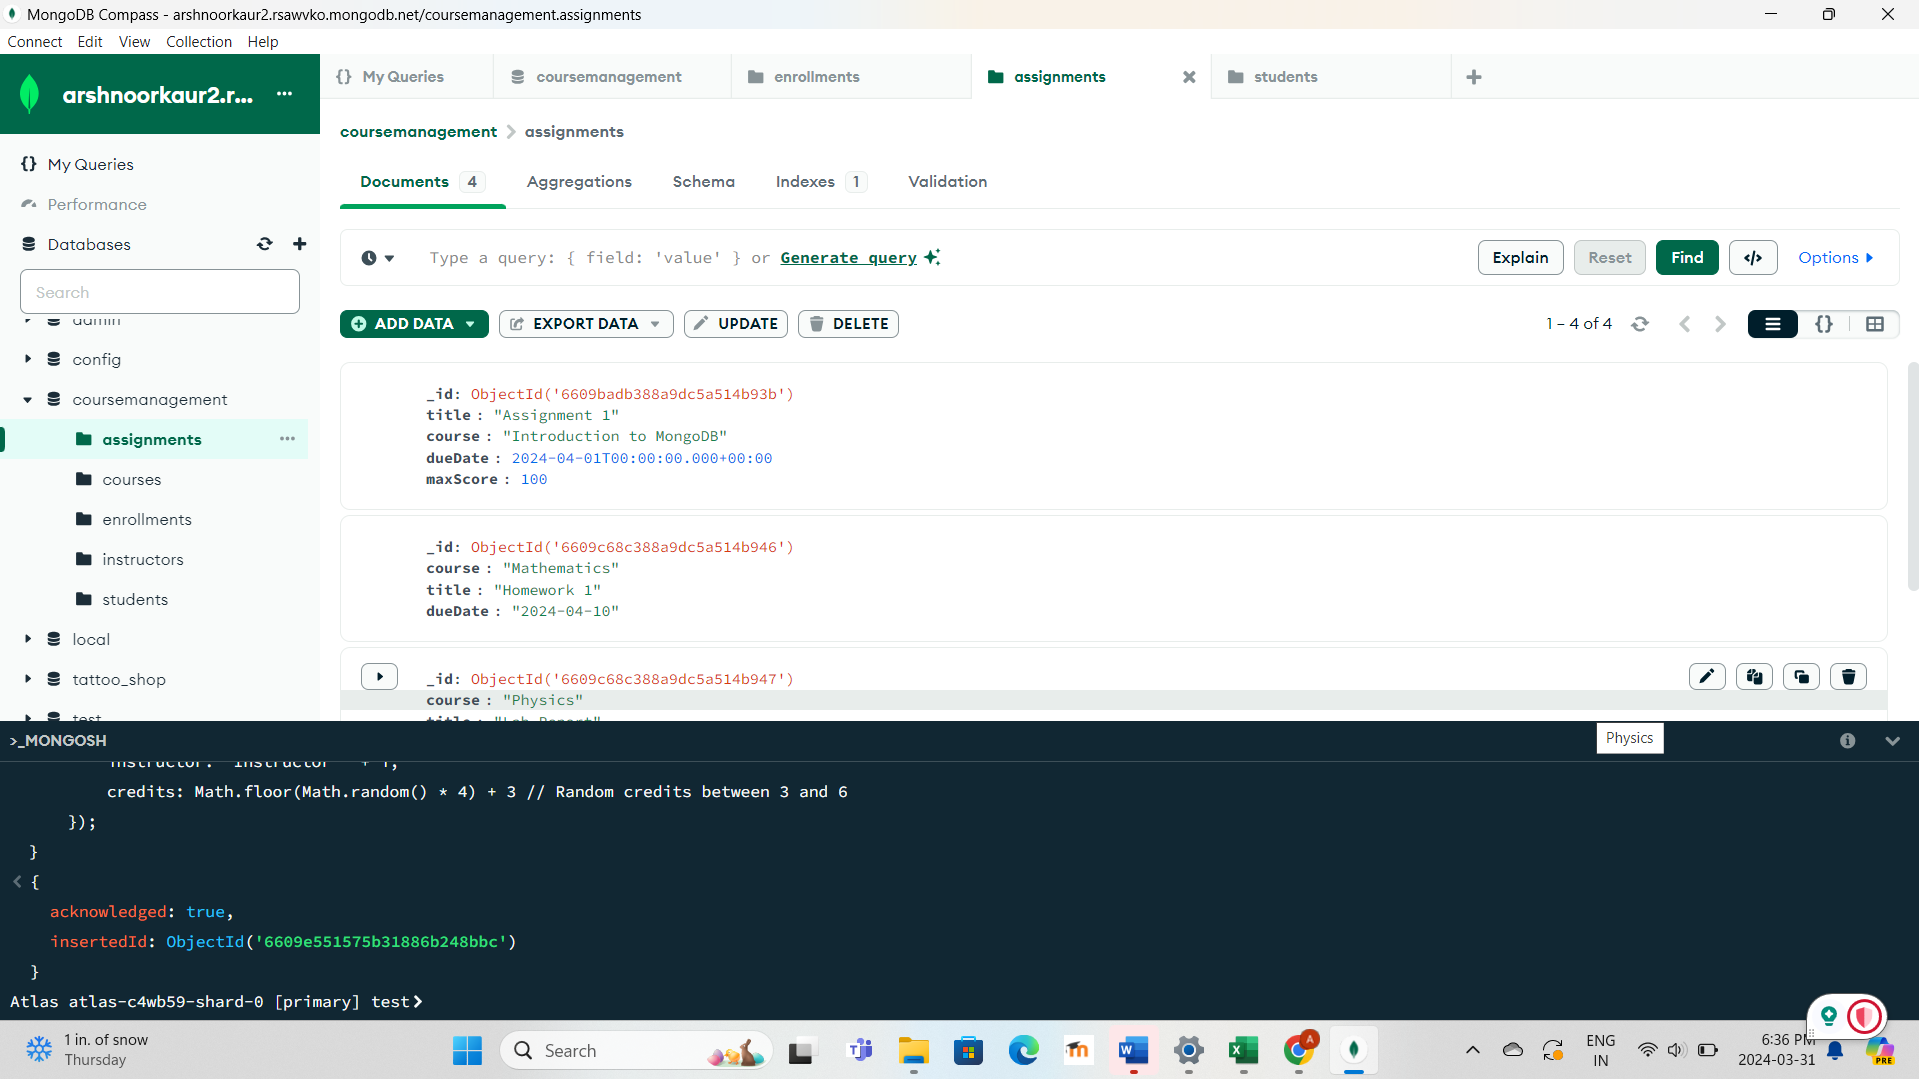 MongoDB Compass - arshnoorkaur2.rsawvko.mongodb.net/coursemanagement.assignments
Connect Edit View Collection Help
arshnoorkaur2.r... ...
{} My Queries
Performance
Databases
Search
admin
config
coursemanagement
assignments ...
courses
enrollments
instructors
students
local
tattoo_shop
test
{} My Queries
coursemanagement
enrollments
assignments
students
coursemanagement > assignments
Documents 4
Aggregations
Schema
Indexes 1
Validation
Type a query: { field: 'value' } or Generate query
Explain
Reset
Find
</>
Options
ADD DATA
EXPORT DATA
UPDATE
DELETE
1 – 4 of 4
{}
_id: ObjectId('6609badb388a9dc5a514b93b')
title : "Assignment 1"
course : "Introduction to MongoDB"
dueDate : 2024-04-01T00:00:00.000+00:00
maxScore : 100
_id: ObjectId('6609c68c388a9dc5a514b946')
course : "Mathematics"
title : "Homework 1"
dueDate : "2024-04-10"
_id: ObjectId('6609c68c388a9dc5a514b947')
course : "Physics"
title : "Lab Report"
>_MONGOSH
Physics
instructor: "Instructor " + i,
credits: Math.floor(Math.random() * 4) + 3 // Random credits between 3 and 6
});
}
< {
acknowledged: true,
insertedId: ObjectId('6609e551575b31886b248bbc')
}
Atlas atlas-c4wb59-shard-0 [primary] test>
1 in. of snow
Thursday
Search
ENG
IN
6:36 PM
2024-03-31
PRE